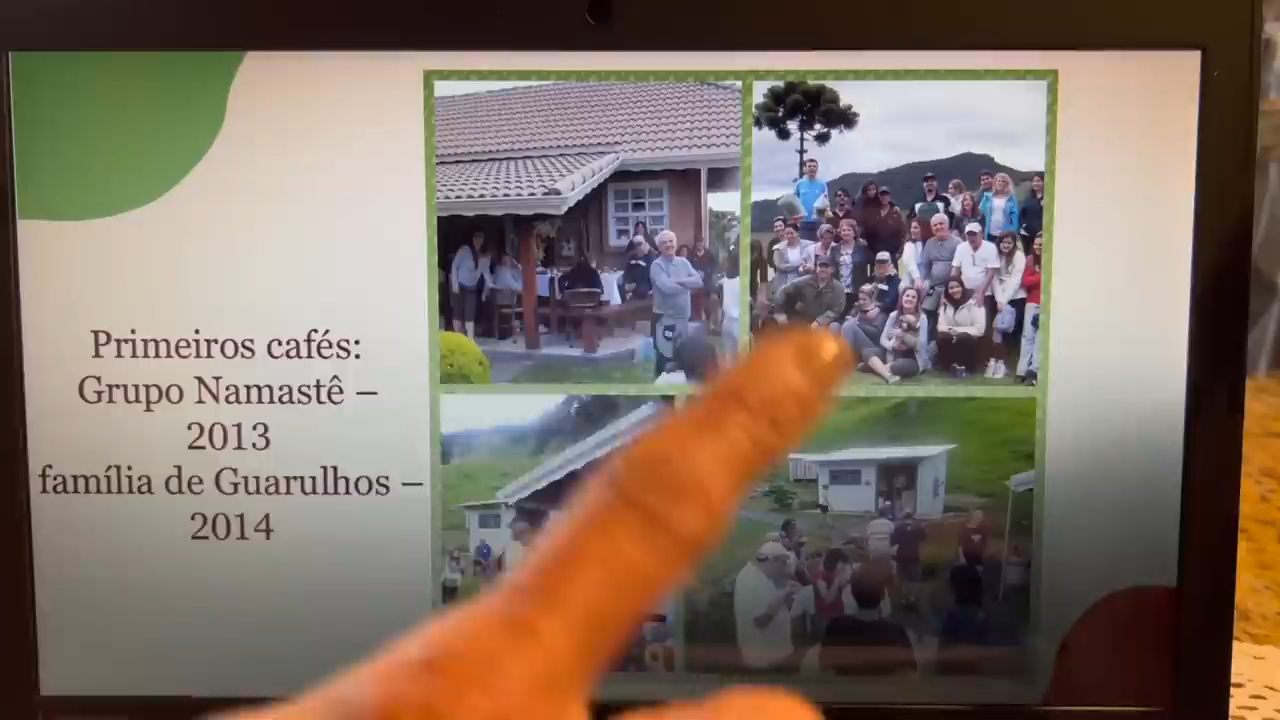 Primeiros cafés:
Grupo Namastê –
2013
família de Guarulhos –
2014